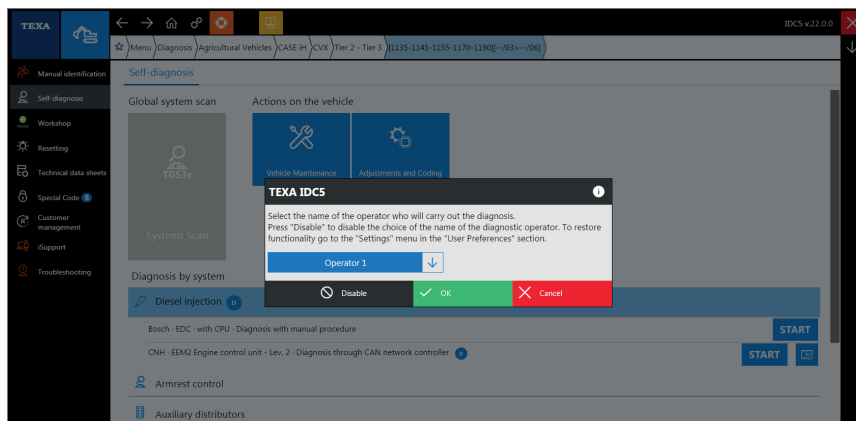 TEXA
IDC5 v.22.0.0
Menu
Diagnosis
Agricultural Vehicles
CASE iH
CVX
Tier 2 - Tier 3
[1135-1145-1155-1170-1190][--/03>--/06]
Manual identification
Self-diagnosis
Workshop
Resetting
Technical data sheets
Special Code S
Customer
management
iSupport
Troubleshooting
Self-diagnosis
Global system scan
Actions on the vehicle
TGS3s
Systems Scan
Vehicle Maintenance
Adjustments and Coding
TEXA IDC5
Select the name of the operator who will carry out the diagnosis.
Press "Disable" to disable the choice of the name of the diagnostic operator. To restore
functionality go to the "Settings" menu in the "User Preferences" section.
Operator 1
Disable
OK
Cancel
Diagnosis by system
Diesel injection D
Bosch - EDC - with CPU - Diagnosis with manual procedure
START
CNH - EEM2 Engine control unit - Lev. 2 - Diagnosis through CAN network controller D
START
Armrest control
Auxiliary distributors